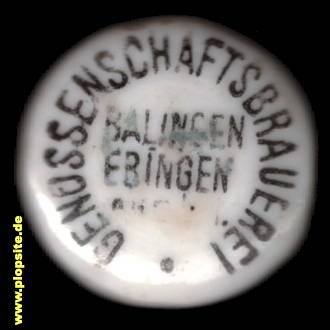 GENOSSENSCHAFTSBRAUEREI
BALINGEN
EBINGEN
www.plopsite.de